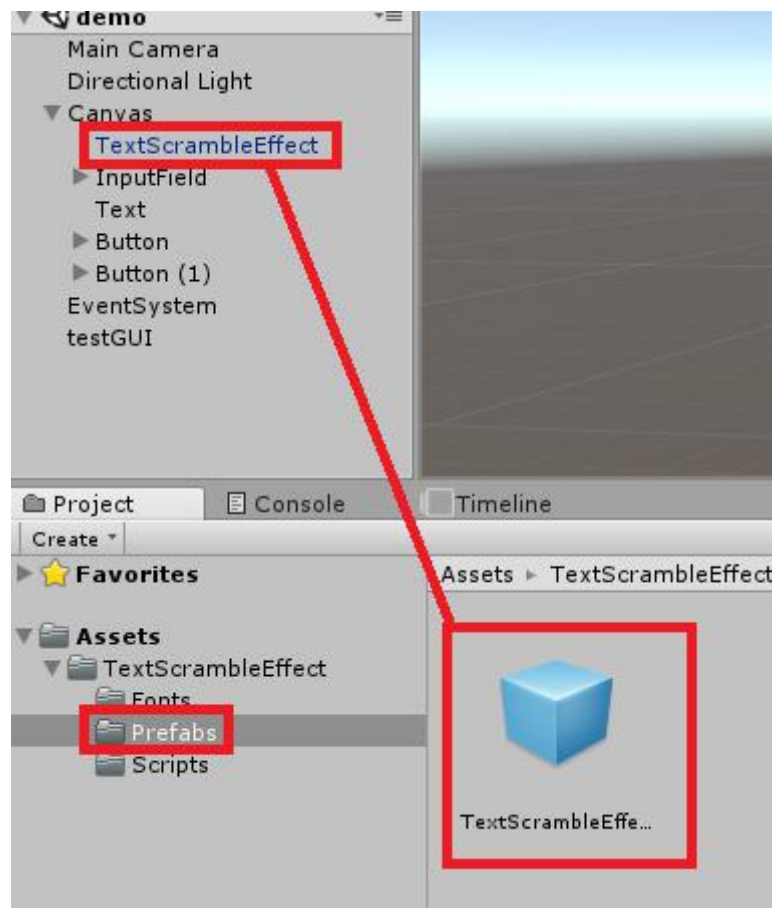 demo
Main Camera
Directional Light
Canvas
TextScrambleEffect
InputField
Text
Button
Button (1)
EventSystem
testGUI
Project Console Timeline
Create
Favorites Assets TextScrambleEffect
Assets
TextScrambleEffect
Fonts
Prefabs
Scripts
TextScrambleEffe...